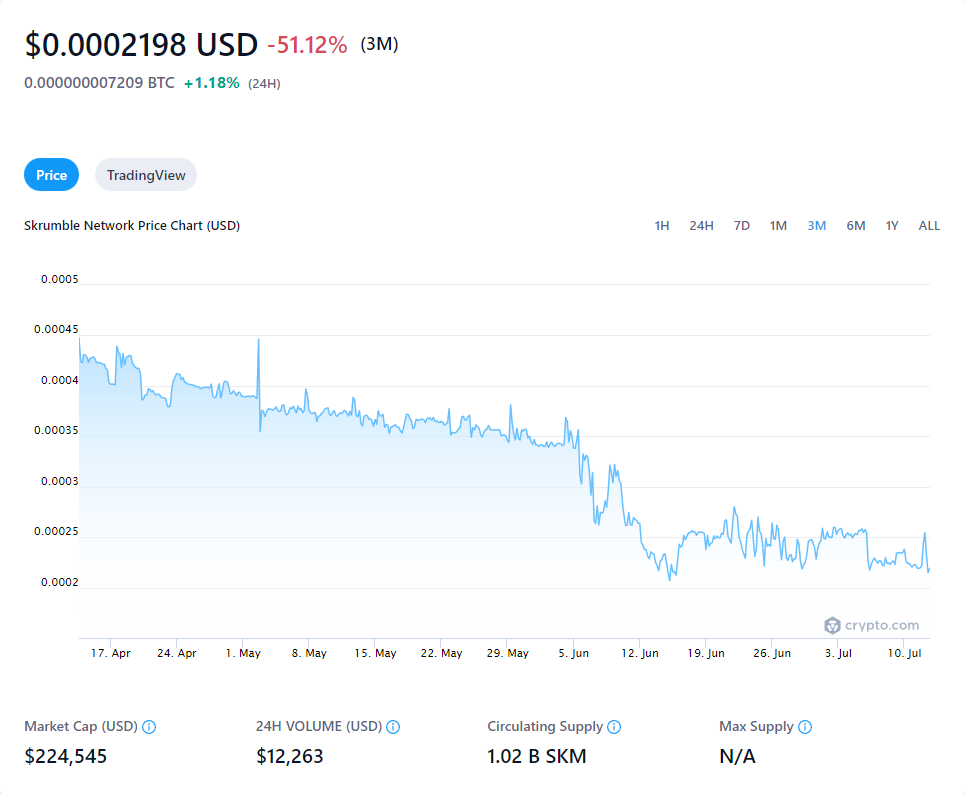 $0.0002198 USD -51.12% (3M)
0.000000007209 BTC +1.18% (24H)
Price TradingView
Skrumble Network Price Chart (USD) 1H 24H 7D 1M 3M 6M 1Y ALL
0.0005
0.00045
0.0004
0.00035
0.0003
0.00025
0.0002
crypto.com
17. Apr 24. Apr 1. May 8. May 15. May 22. May 29. May 5. Jun 12. Jun 19. Jun 26. Jun 3. Jul 10. Jul
Market Cap (USD) 24H VOLUME (USD) Circulating Supply Max Supply
$224,545 $12,263 1.02 B SKM N/A